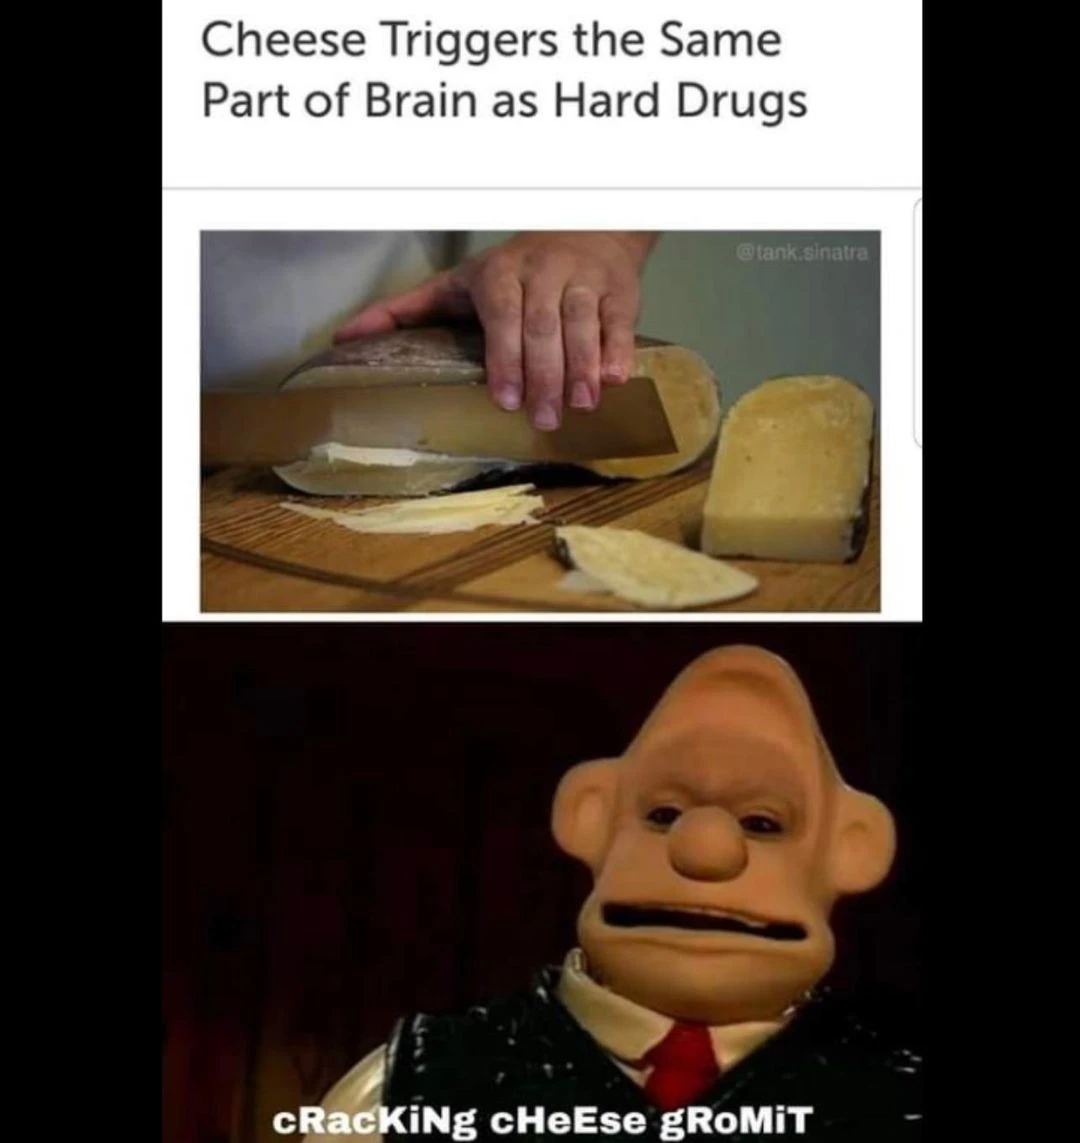 Cheese Triggers the Same
Part of Brain as Hard Drugs
@tank.sinatra
cRacKiNg cHeEse gRoMiT